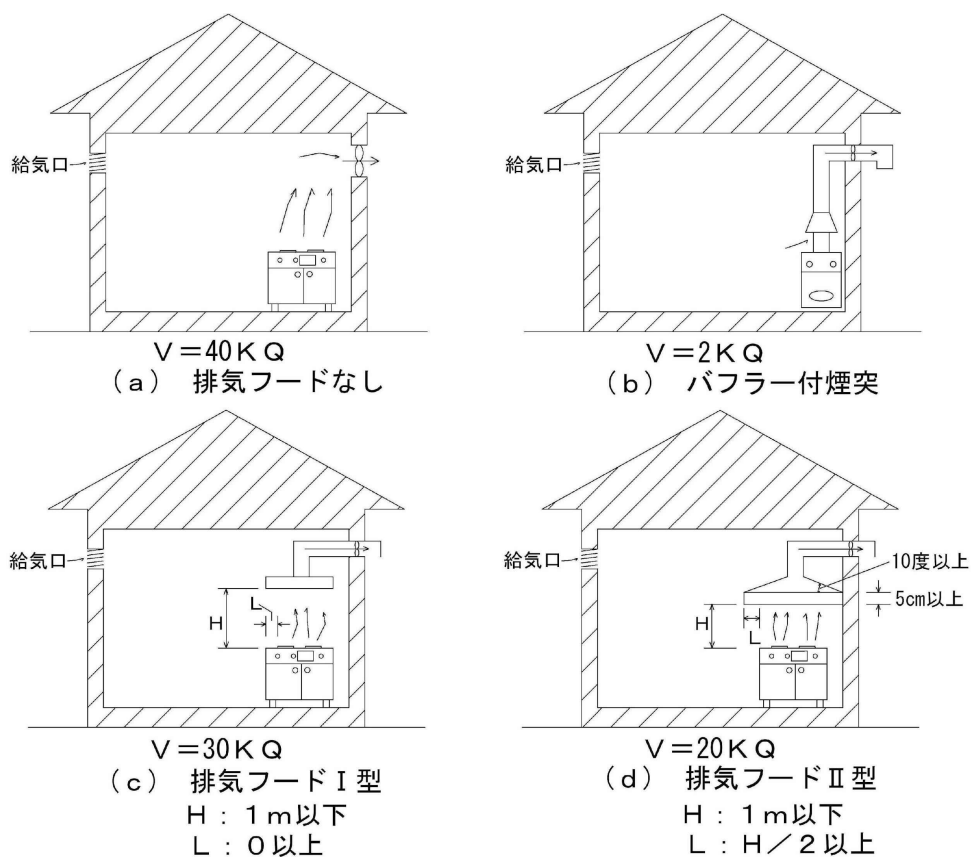 給気口
V=40KQ
(a) 排気フードなし
給気口
V=2KQ
(b) バフラー付煙突
給気口
H
L
V=30KQ
(c) 排気フードⅠ型
H：1m以下
L：0以上
給気口
10度以上
5cm以上
H
L
V=20KQ
(d) 排気フードⅡ型
H：1m以下
L：H/2以上